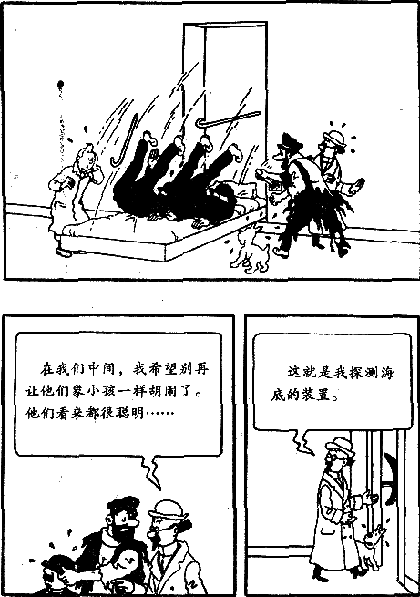 在我们中间，我希望别再
让他们象小孩一样胡闹了。
他们看来都很聪明……
这就是我探测海
底的装置。